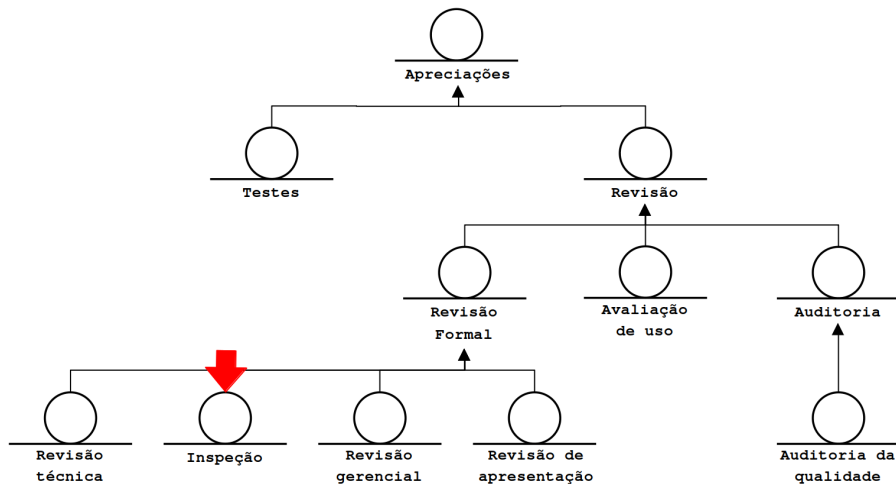 Apreciações
Testes
Revisão
Revisão
Formal
Avaliação
de uso
Auditoria
Revisão
técnica
Inspeção
Revisão
gerencial
Revisão de
apresentação
Auditoria da
qualidade